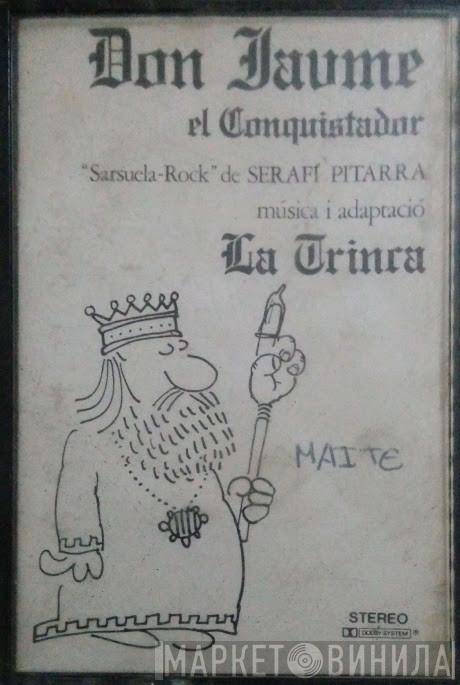 Don Jaume
el Conquistador
"Sarsuela-Rock" de SERAFÍ PITARRA
música i adaptació
La Trinca
MAITE
STEREO
DOLBY SYSTEM ®
МАРКЕТ ВИНИЛА